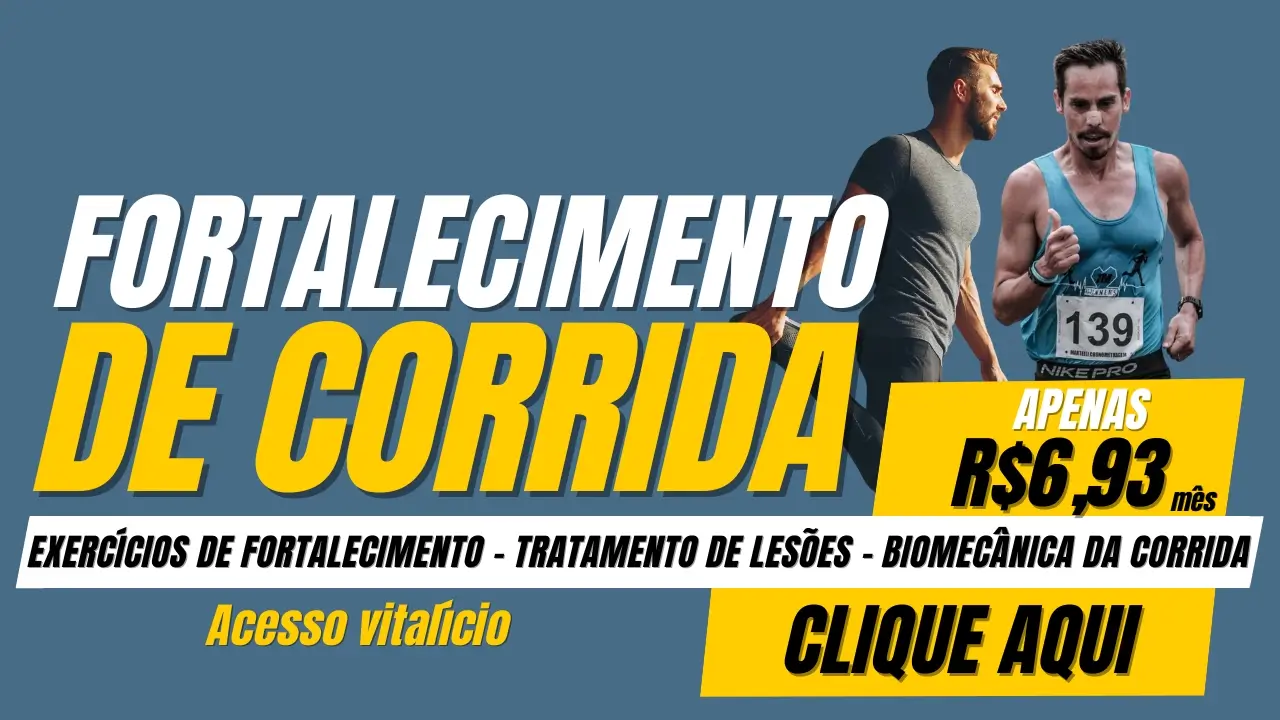 FORTALECIMENTO
DE CORRIDA
139
NIKE PRO
APENAS
R$6,93 mês
EXERCÍCIOS DE FORTALECIMENTO - TRATAMENTO DE LESÕES - BIOMECÂNICA DA CORRIDA
Acesso vitalício
CLIQUE AQUI